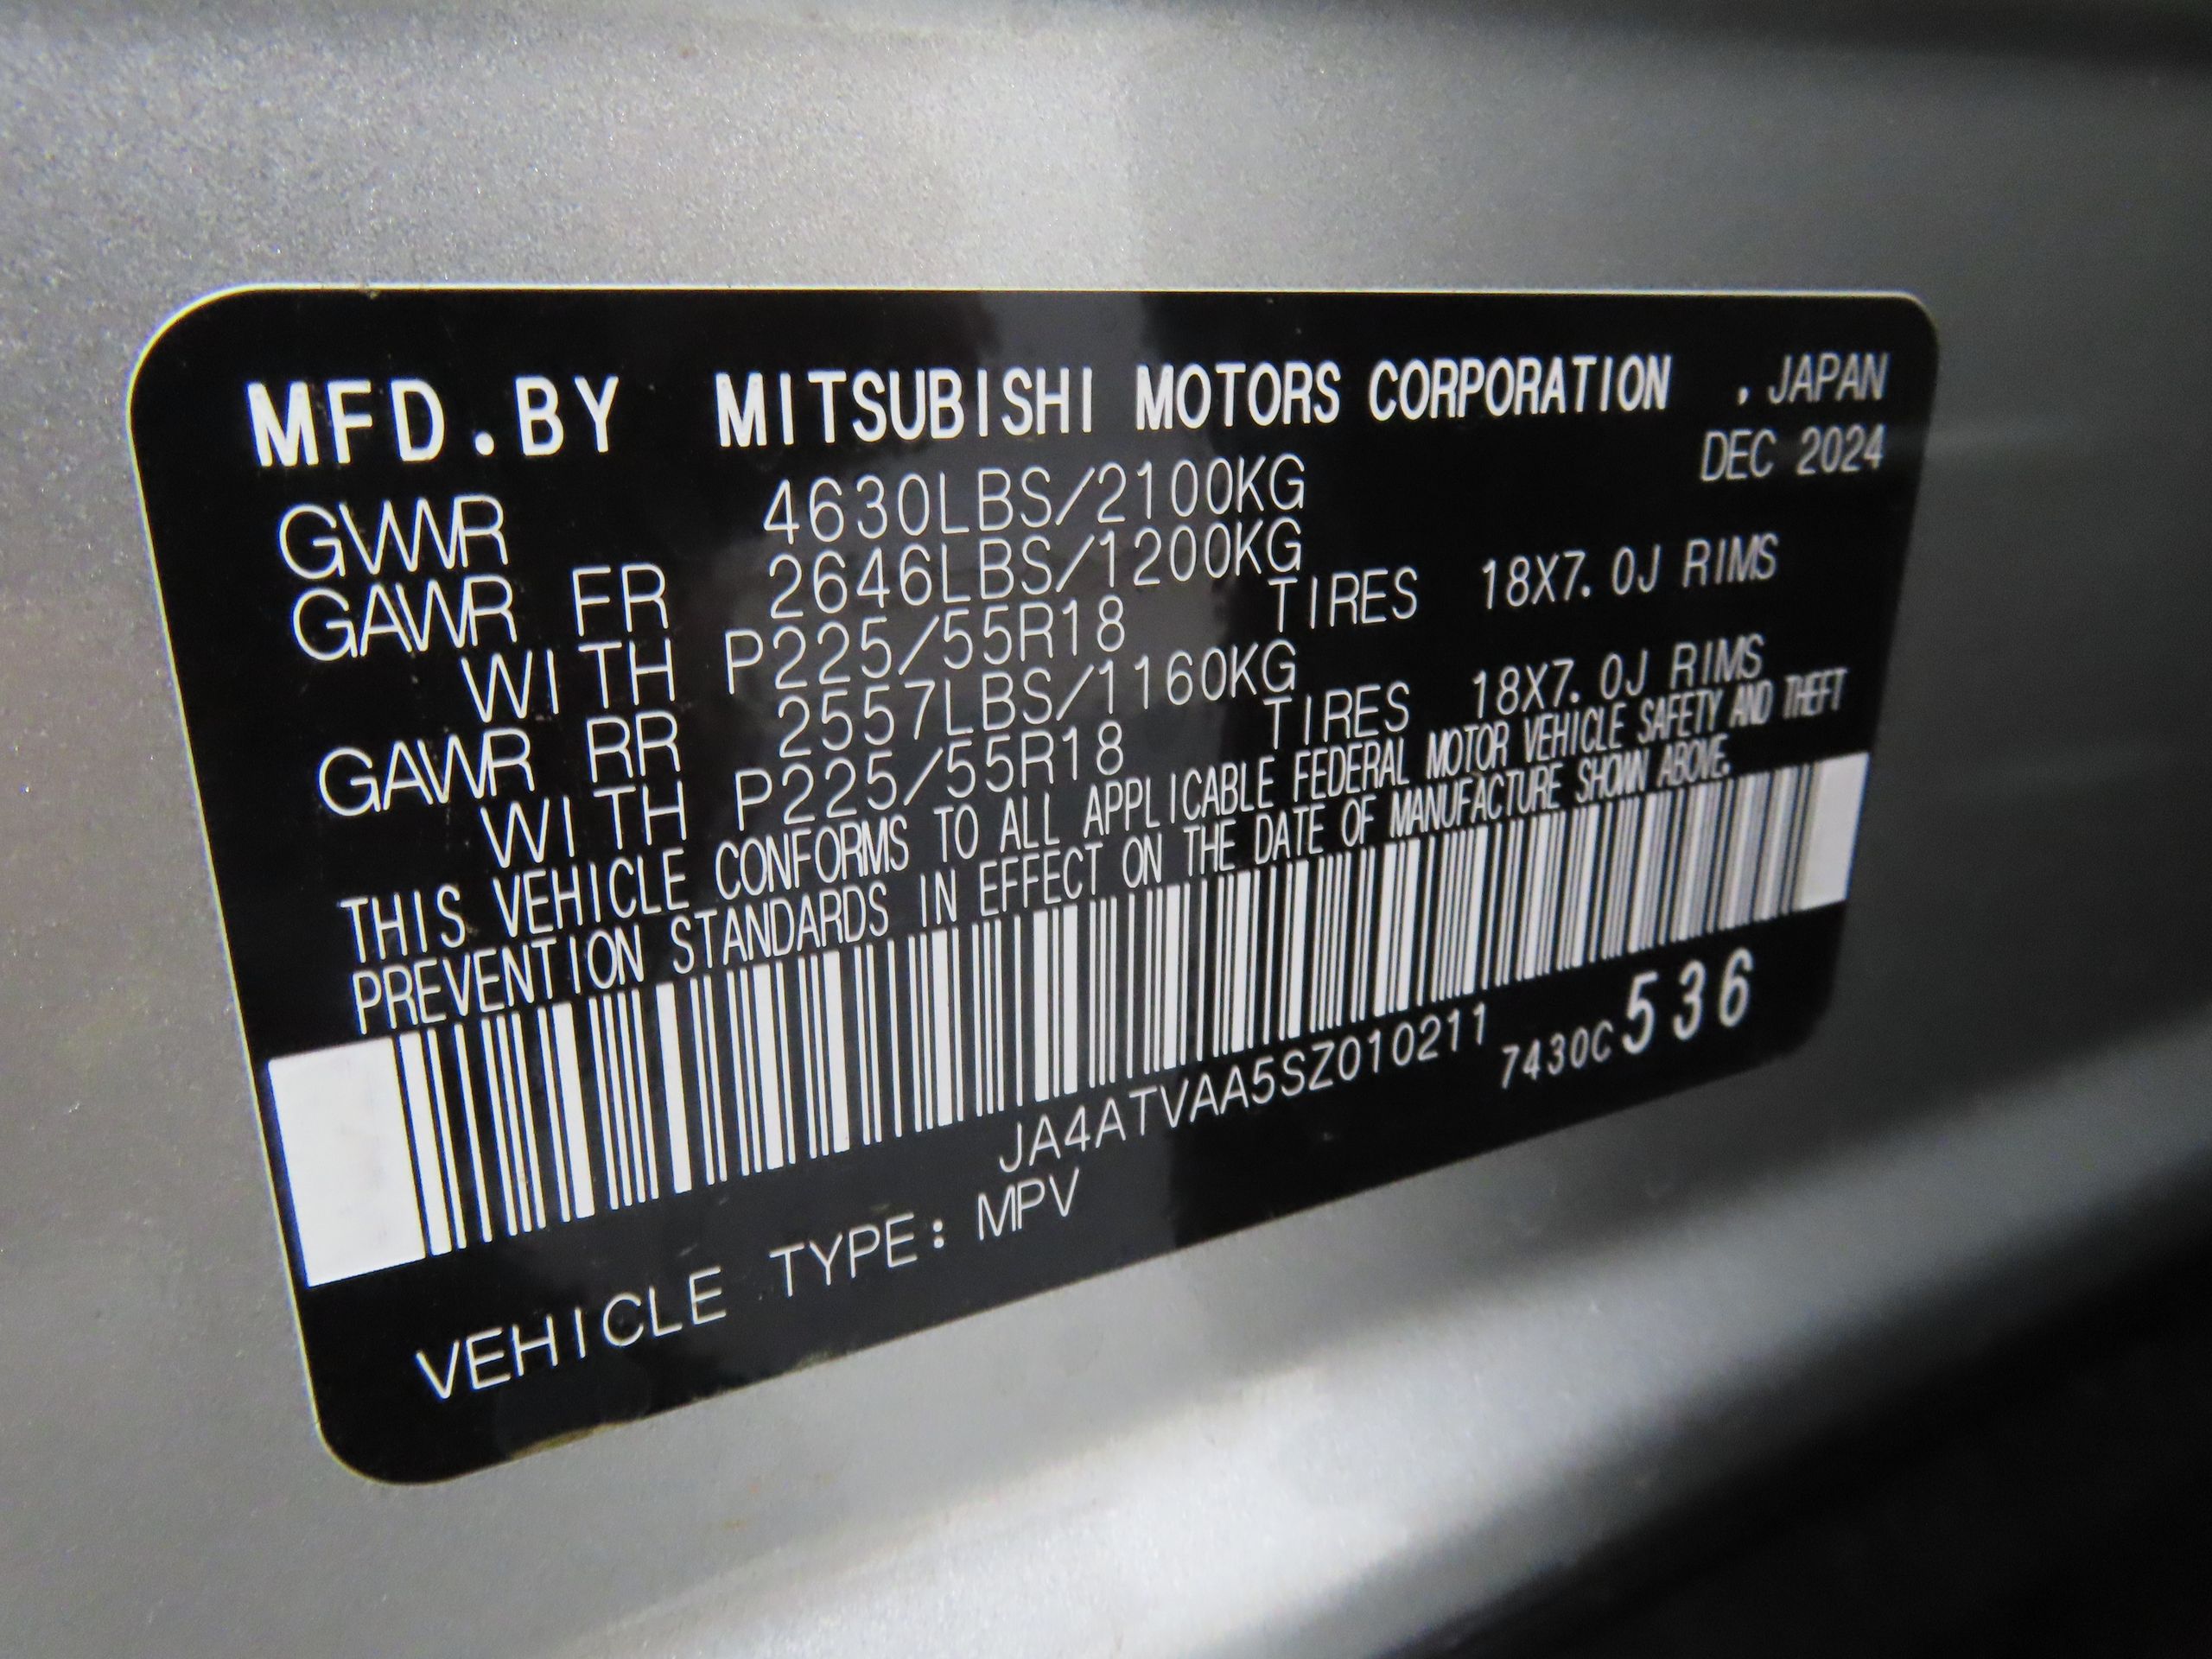 MFD.BY MITSUBISHI MOTORS CORPORATION , JAPAN
DEC 2024
GVWR 4630LBS/2100KG
GAWR FR 2646LBS/1200KG
WITH P225/55R18 TIRES 18X7.0J RIMS
GAWR RR 2557LBS/1160KG
WITH P225/55R18 TIRES 18X7.0J RIMS
THIS VEHICLE CONFORMS TO ALL APPLICABLE FEDERAL MOTOR VEHICLE SAFETY AND THEFT
PREVENTION STANDARDS IN EFFECT ON THE DATE OF MANUFACTURE SHOWN ABOVE.
JA4ATVAA5SZ010211 7430C536
VEHICLE TYPE: MPV